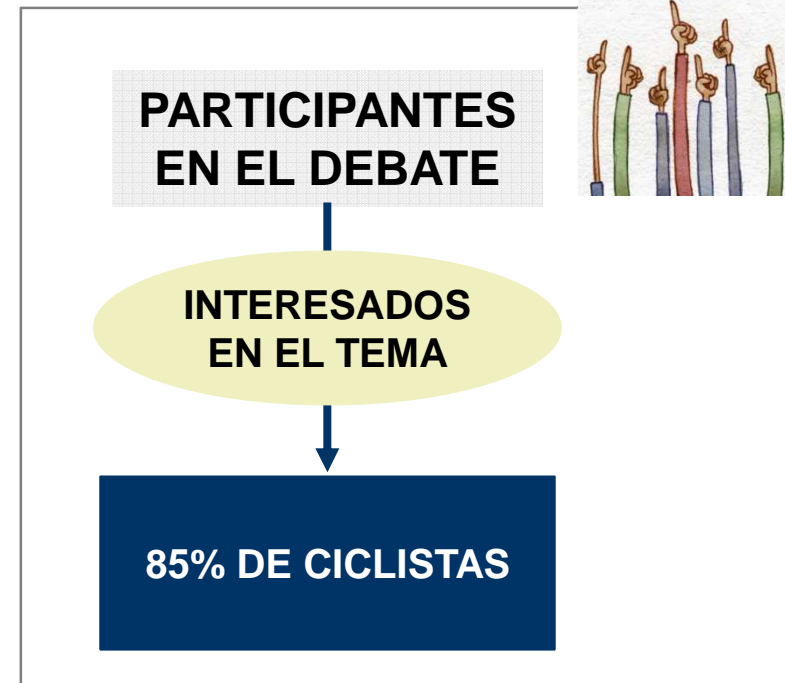 PARTICIPANTES
EN EL DEBATE
INTERESADOS
EN EL TEMA
85% DE CICLISTAS